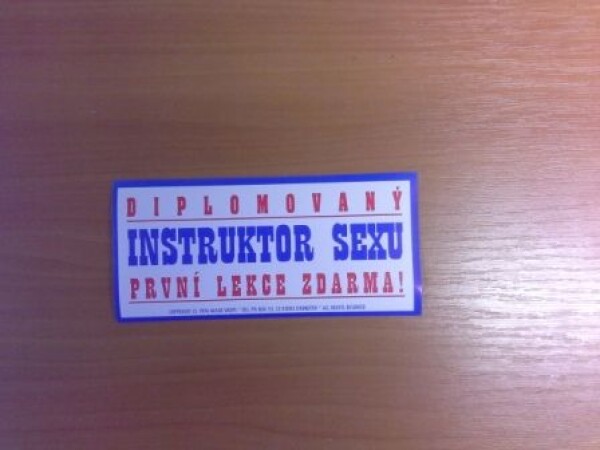 DIPLOMOVANÝ
INSTRUKTOR SEXU
PRVNÍ LEKCE ZDARMA!